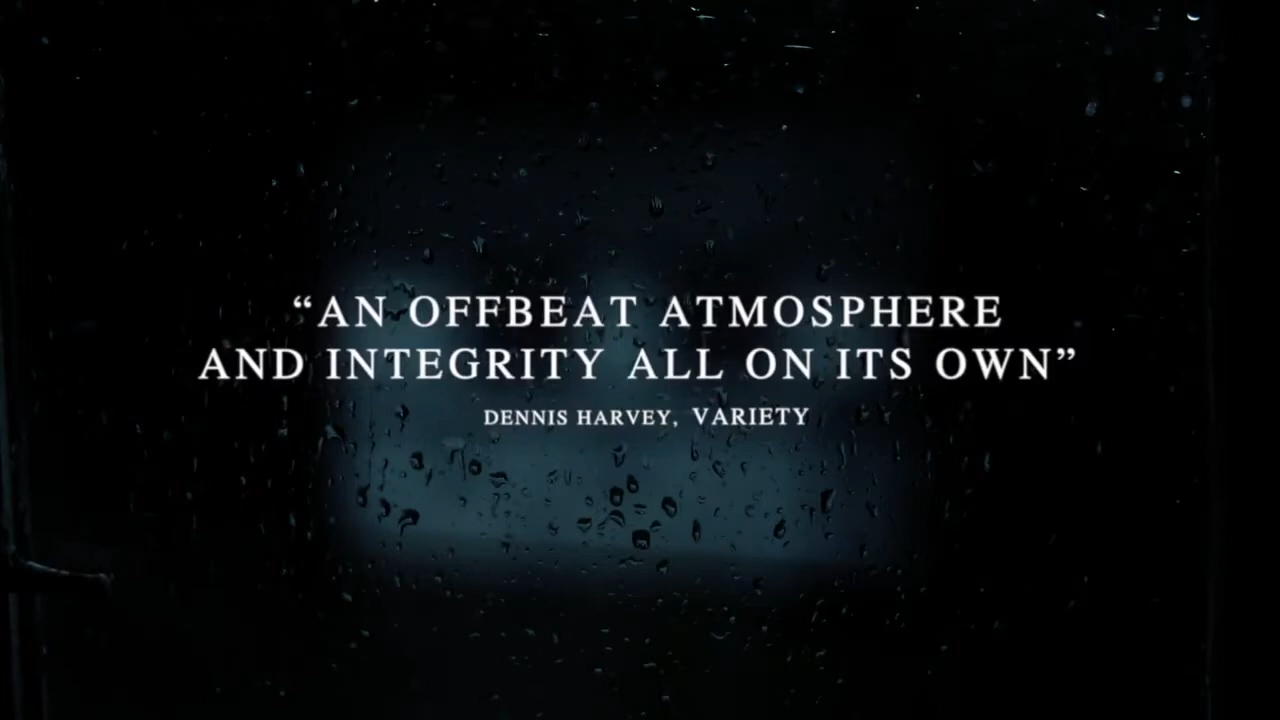 “AN OFFBEAT ATMOSPHERE
AND INTEGRITY ALL ON ITS OWN”
DENNIS HARVEY, VARIETY